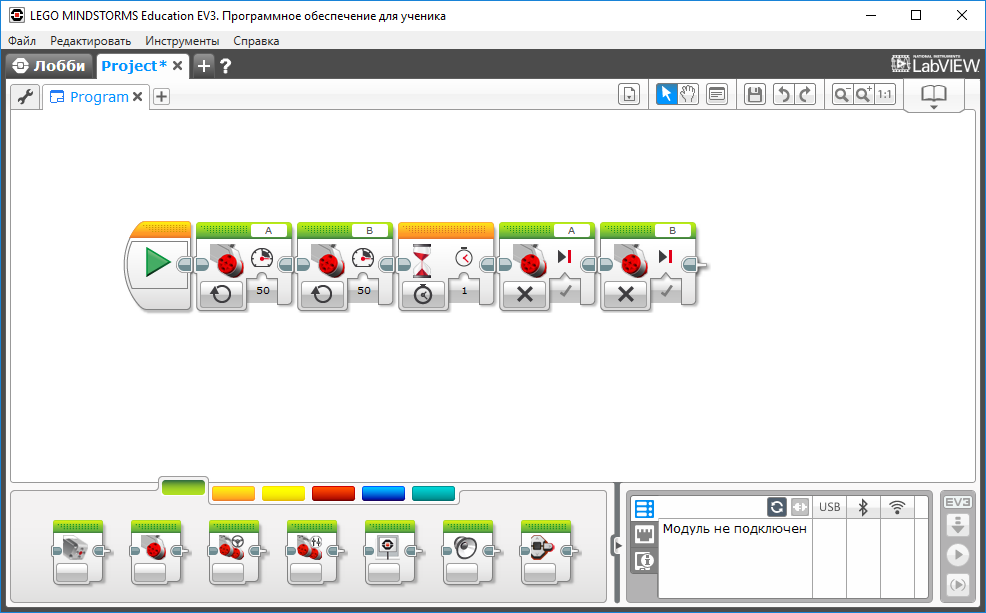 LEGO MINDSTORMS Education EV3. Программное обеспечение для ученика
Файл Редактировать Инструменты Справка
Лобби Project* × + ?
NATIONAL INSTRUMENTS
LabVIEW
Program × +
1:1
A B A B
50 50 1
USB
EV3
Модуль не подключен